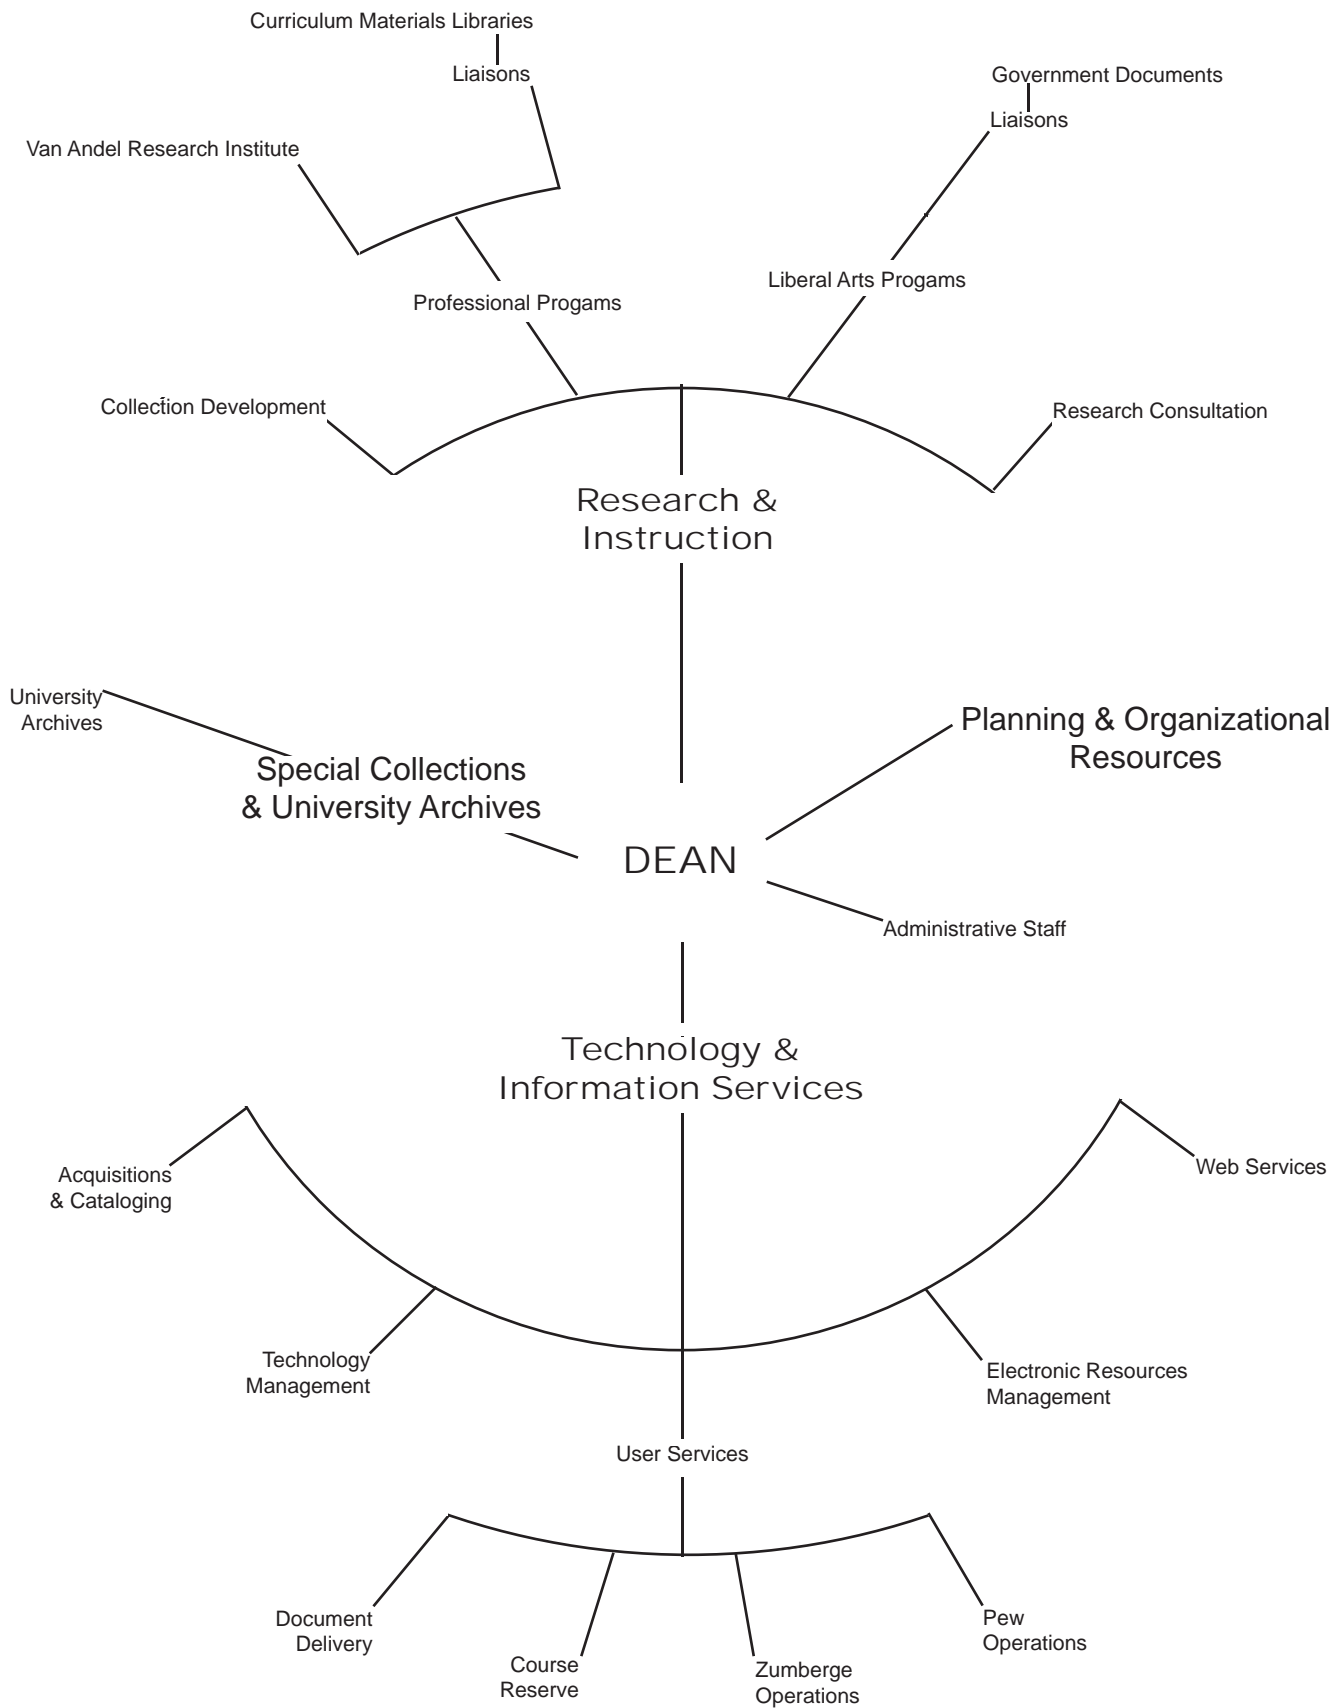 Curriculum Materials Libraries
Liaisons
Government Documents
Liaisons
Van Andel Research Institute
Liberal Arts Progams
Professional Progams
Collection Development
Research Consultation
Research &
Instruction
University
Archives
Special Collections
& University Archives
Planning & Organizational
Resources
DEAN
Administrative Staff
Technology &
Information Services
Acquisitions
& Cataloging
Web Services
Technology
Management
Electronic Resources
Management
User Services
Document
Delivery
Course
Reserve
Zumberge
Operations
Pew
Operations